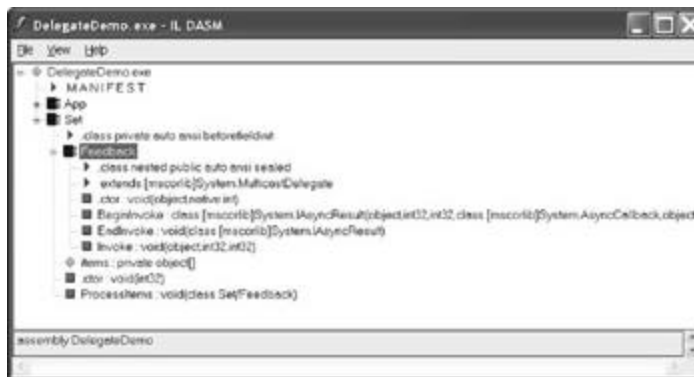 DelegateDemo.exe - IL DASM
File View Help
DelegateDemo.exe
MANIFEST
App
Set
.class private auto ansi beforefieldinit
Feedback
.class nested public auto ansi sealed
extends [mscorlib]System.MulticastDelegate
.ctor : void(object,native int)
BeginInvoke : class [mscorlib]System.IAsyncResult(object,int32,int32,class [mscorlib]System.AsyncCallback,object
EndInvoke : void(class [mscorlib]System.IAsyncResult)
Invoke : void(object,int32,int32)
items : private object[]
.ctor : void(int32)
ProcessItems : void(class Set/Feedback)
assembly DelegateDemo